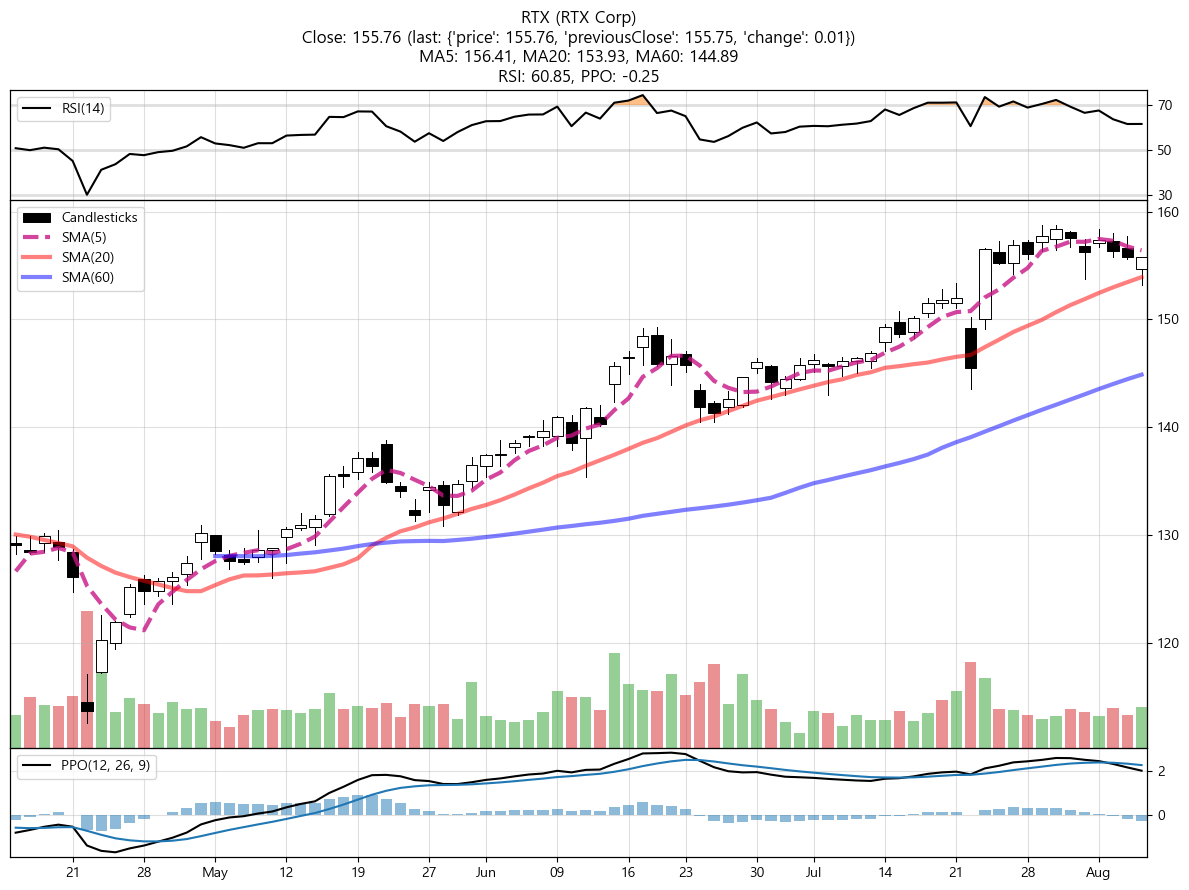 RTX (RTX Corp)
Close: 155.76 (last: {'price': 155.76, 'previousClose': 155.75, 'change': 0.01})
MA5: 156.41, MA20: 153.93, MA60: 144.89
RSI: 60.85, PPO: -0.25
RSI(14)
70
50
30
Candlesticks
SMA(5)
SMA(20)
SMA(60)
160
150
140
130
120
PPO(12, 26, 9)
2
0
21 28 May 12 19 27 Jun 09 16 23 30 Jul 14 21 28 Aug